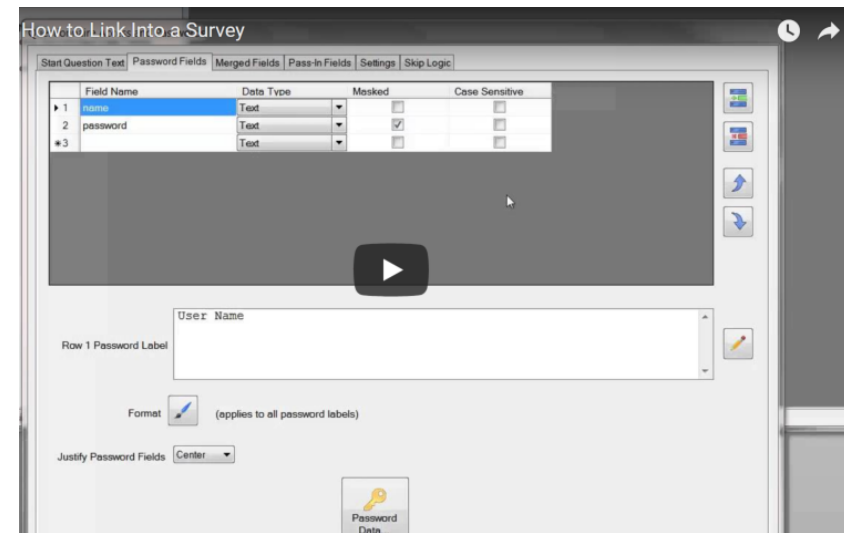 How to Link Into a Survey
Start Question Text Password Fields Merged Fields Pass-In Fields Settings Skip Logic
Field Name Data Type Masked Case Sensitive
1 name Text
2 password Text
3 Text
User Name
Row 1 Password Label
Format (applies to all password labels)
Justify Password Fields Center
Password
Data...